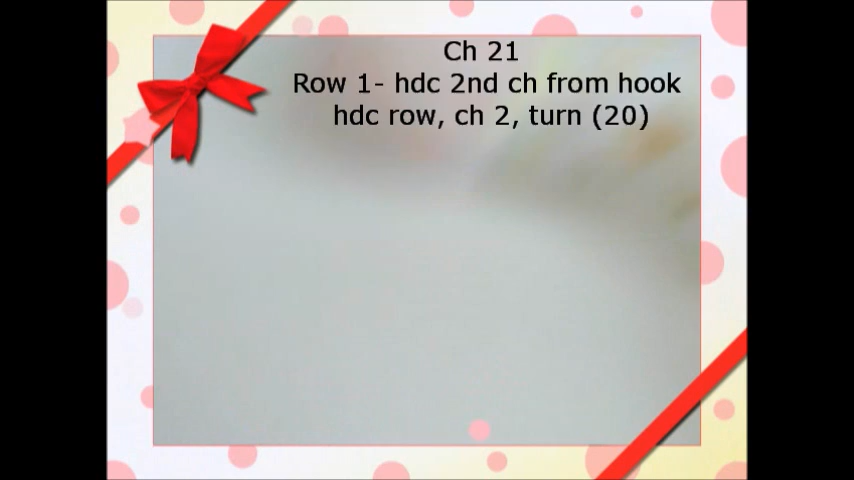 Ch 21
Row 1- hdc 2nd ch from hook
hdc row, ch 2, turn (20)